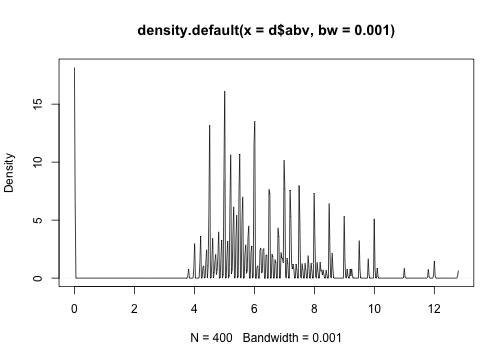 density.default(x = d$abv, bw = 0.001)
Density
15
10
5
0
0 2 4 6 8 10 12
N = 400 Bandwidth = 0.001